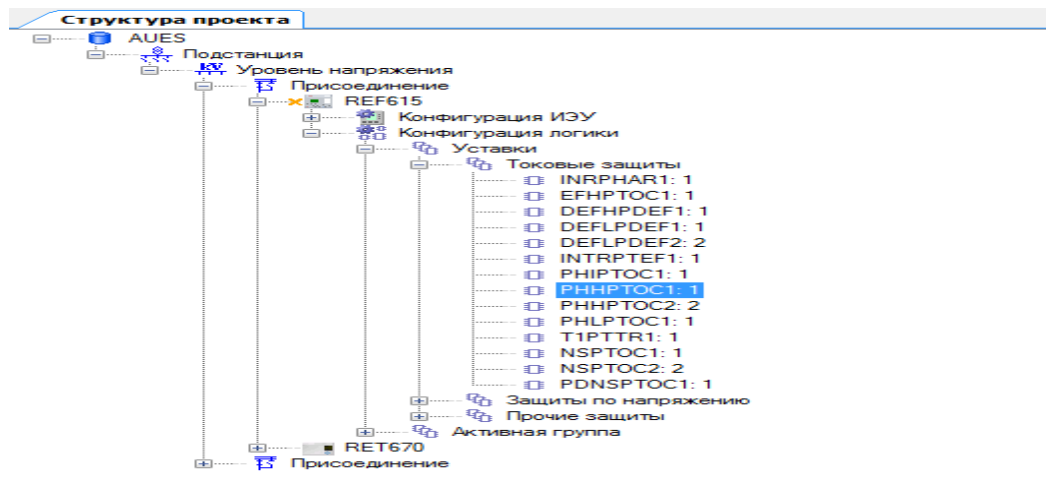 Структура проекта
AUES
Подстанция
Уровень напряжения
Присоединение
REF615
Конфигурация ИЭУ
Конфигурация логики
Уставки
Токовые защиты
INRPHAR1: 1
EFHPTOC1: 1
DEFHPDEF1: 1
DEFLPDEF1: 1
DEFLPDEF2: 2
INTRPTEF1: 1
PHIPTOC1: 1
PHHPTOC1: 1
PHHPTOC2: 2
PHLPTOC1: 1
T1PTTR1: 1
NSPTOC1: 1
NSPTOC2: 2
PDNSPTOC1: 1
Защиты по напряжению
Прочие защиты
Активная группа
RET670
Присоединение